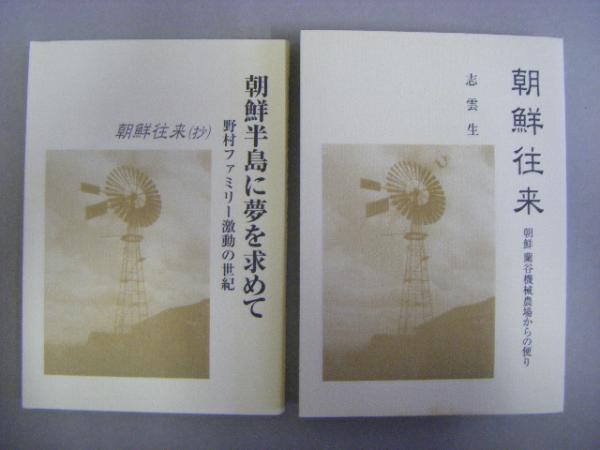 朝鮮半島に夢を求めて
野村ファミリー激動の世紀
朝鮮往来(抄)
朝鮮往来
朝鮮 蘭谷機械農場からの便り
志雲生